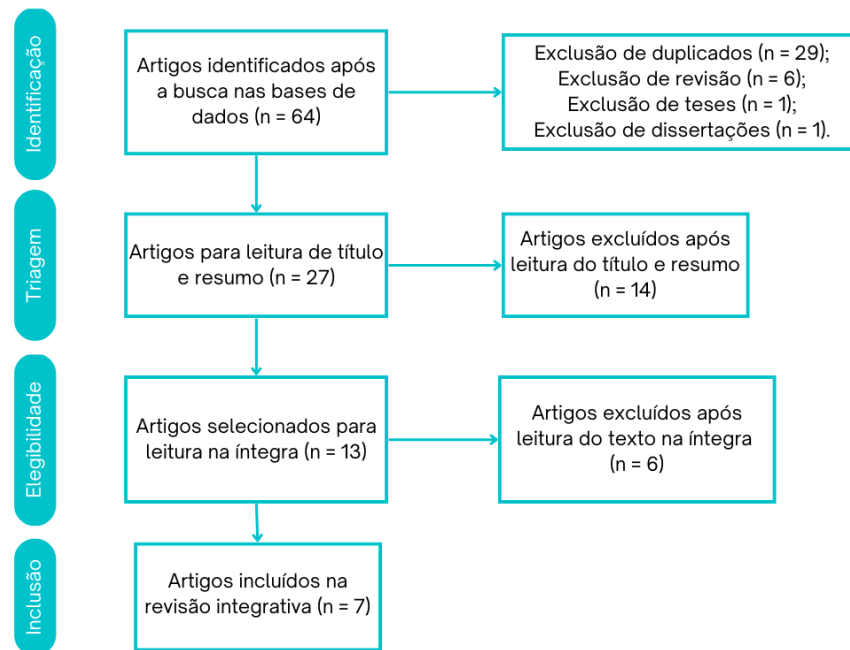 Identificação
Artigos identificados após
a busca nas bases de
dados (n = 64)
Exclusão de duplicados (n = 29);
Exclusão de revisão (n = 6);
Exclusão de teses (n = 1);
Exclusão de dissertações (n = 1).
Triagem
Artigos para leitura de título
e resumo (n = 27)
Artigos excluídos após
leitura do título e resumo
(n = 14)
Elegibilidade
Artigos selecionados para
leitura na íntegra (n = 13)
Artigos excluídos após
leitura do texto na íntegra
(n = 6)
Inclusão
Artigos incluídos na
revisão integrativa (n = 7)